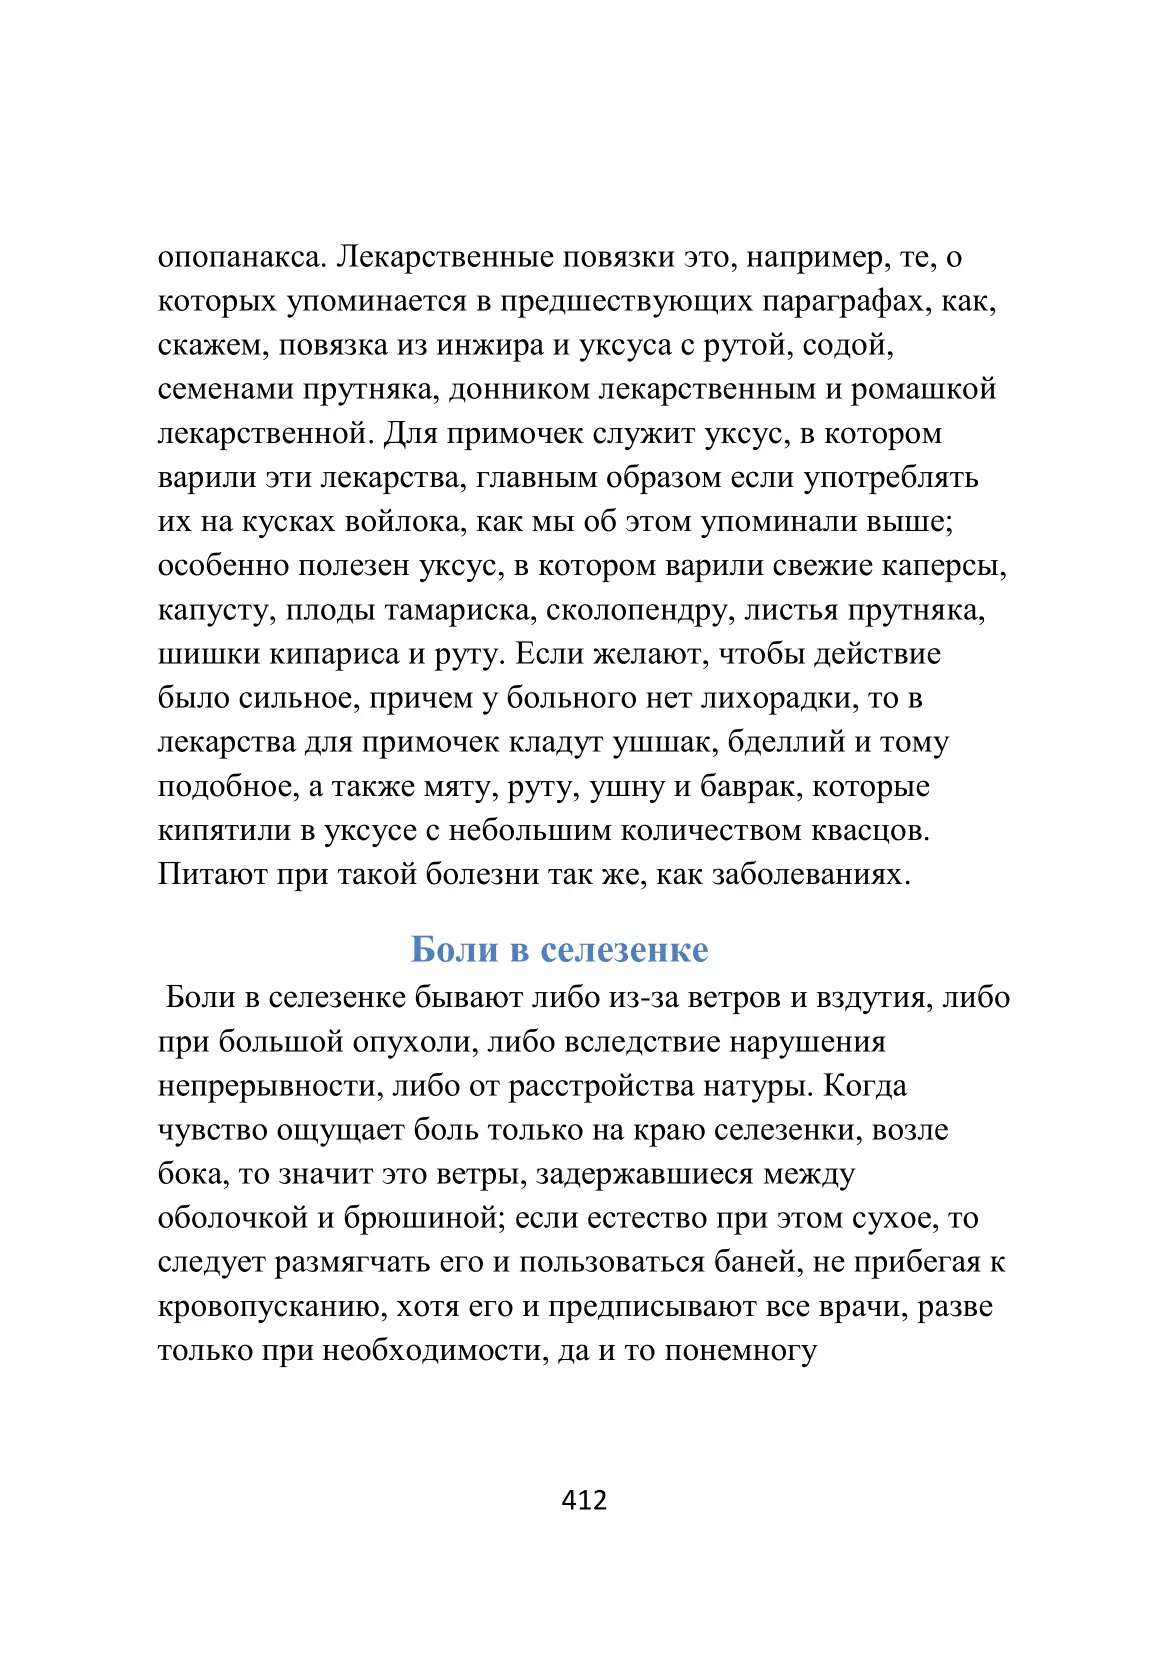 опопанакса. Лекарственные повязки это, например, те, о
которых упоминается в предшествующих параграфах, как,
скажем, повязка из инжира и уксуса с рутой, содой,
семенами прутняка, донником лекарственным и ромашкой
лекарственной. Для примочек служит уксус, в котором
варили эти лекарства, главным образом если употреблять
их на кусках войлока, как мы об этом упоминали выше;
особенно полезен уксус, в котором варили свежие каперсы,
капусту, плоды тамариска, сколопендру, листья прутняка,
шишки кипариса и руту. Если желают, чтобы действие
было сильное, причем у больного нет лихорадки, то в
лекарства для примочек кладут ушшак, бделлий и тому
подобное, а также мяту, руту, ушну и баврак, которые
кипятили в уксусе с небольшим количеством квасцов.
Питают при такой болезни так же, как заболеваниях.
Боли в селезенке
Боли в селезенке бывают либо из-за ветров и вздутия, либо
при большой опухоли, либо вследствие нарушения
непрерывности, либо от расстройства натуры. Когда
чувство ощущает боль только на краю селезенки, возле
бока, то значит это ветры, задержавшиеся между
оболочкой и брюшиной; если естество при этом сухое, то
следует размягчать его и пользоваться баней, не прибегая к
кровопусканию, хотя его и предписывают все врачи, разве
только при необходимости, да и то понемногу
412